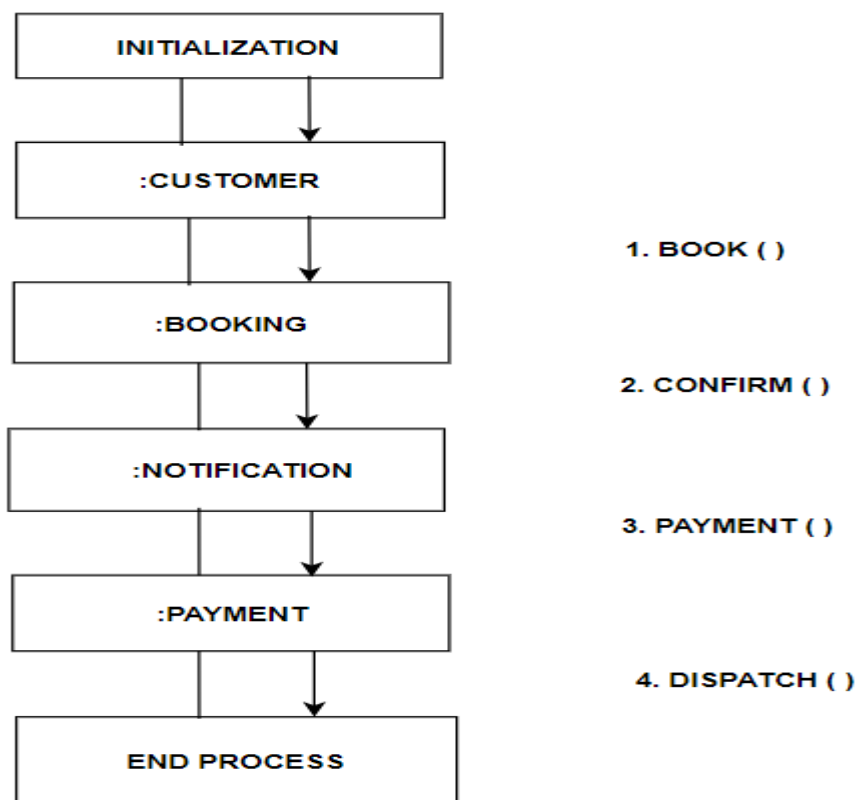 INITIALIZATION
:CUSTOMER
1. BOOK ( )
:BOOKING
2. CONFIRM ( )
:NOTIFICATION
3. PAYMENT ( )
:PAYMENT
4. DISPATCH ( )
END PROCESS